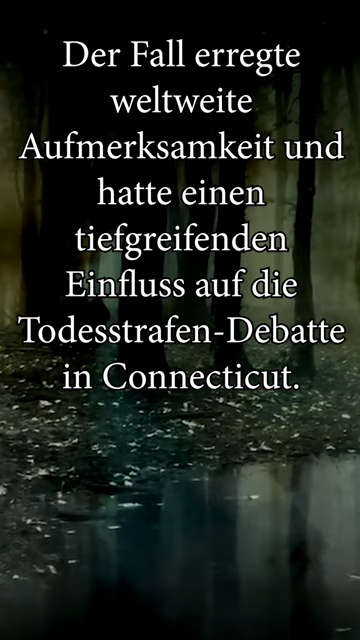 Der Fall erregte
weltweite
Aufmerksamkeit und
hatte einen
tiefgreifenden
Einfluss auf die
Todesstrafen-Debatte
in Connecticut.